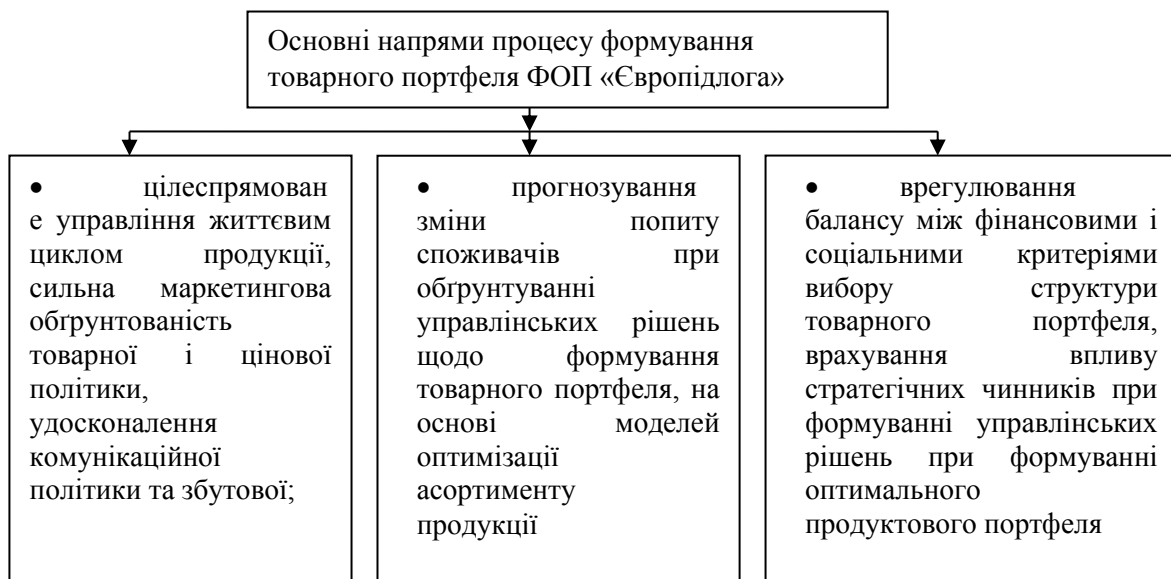 Основні напрями процесу формування
товарного портфеля ФОП «Європідлога»
• цілеспрямован
е управління життєвим
циклом продукції,
сильна маркетингова
обґрунтованість
товарної і цінової
політики,
удосконалення
комунікаційної
політики та збутової;
• прогнозування
зміни попиту
споживачів при
обґрунтуванні
управлінських рішень
щодо формування
товарного портфеля, на
основі моделей
оптимізації
асортименту
продукції
• врегулювання
балансу між фінансовими і
соціальними критеріями
вибору структури
товарного портфеля,
врахування впливу
стратегічних чинників при
формуванні управлінських
рішень при формуванні
оптимального
продуктового портфеля